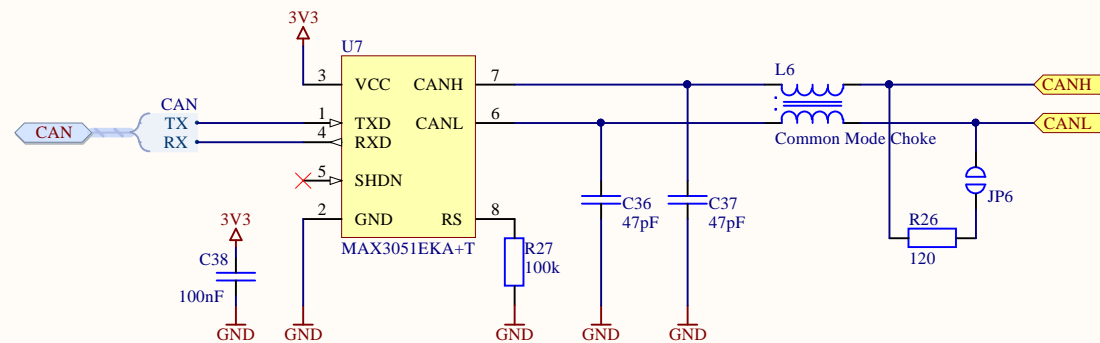 3V3
U7
L6
3 VCC CANH 7
CANH
CAN
CAN
TX
1 TXD CANL 6
CANL
RX
4 RXD
Common Mode Choke
5 SHDN
JP6
C36
47pF
C37
47pF
3V3
2 GND RS 8
R26
120
MAX3051EKA+T
R27
100k
C38
100nF
GND
GND
GND
GND
GND